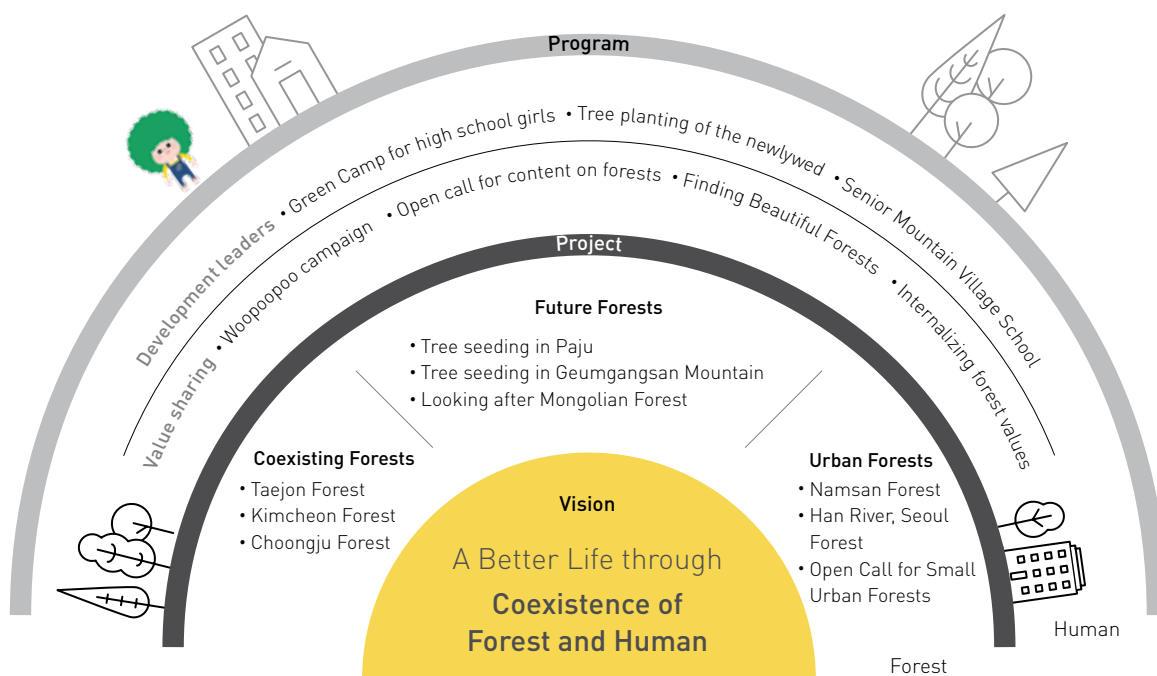 Program
Development leaders • Green Camp for high school girls • Tree planting of the newlywed • Senior Mountain Village School
Value sharing • Woopoopoo campaign • Open call for content on forests • Finding Beautiful Forests • Internalizing forest values
Project
Future Forests
• Tree seeding in Paju
• Tree seeding in Geumgangsan Mountain
• Looking after Mongolian Forest
Coexisting Forests
• Taejon Forest
• Kimcheon Forest
• Choongju Forest
Urban Forests
• Namsan Forest
• Han River, Seoul
Forest
• Open Call for Small
Urban Forests
Vision
A Better Life through
Coexistence of
Forest and Human
Human
Forest